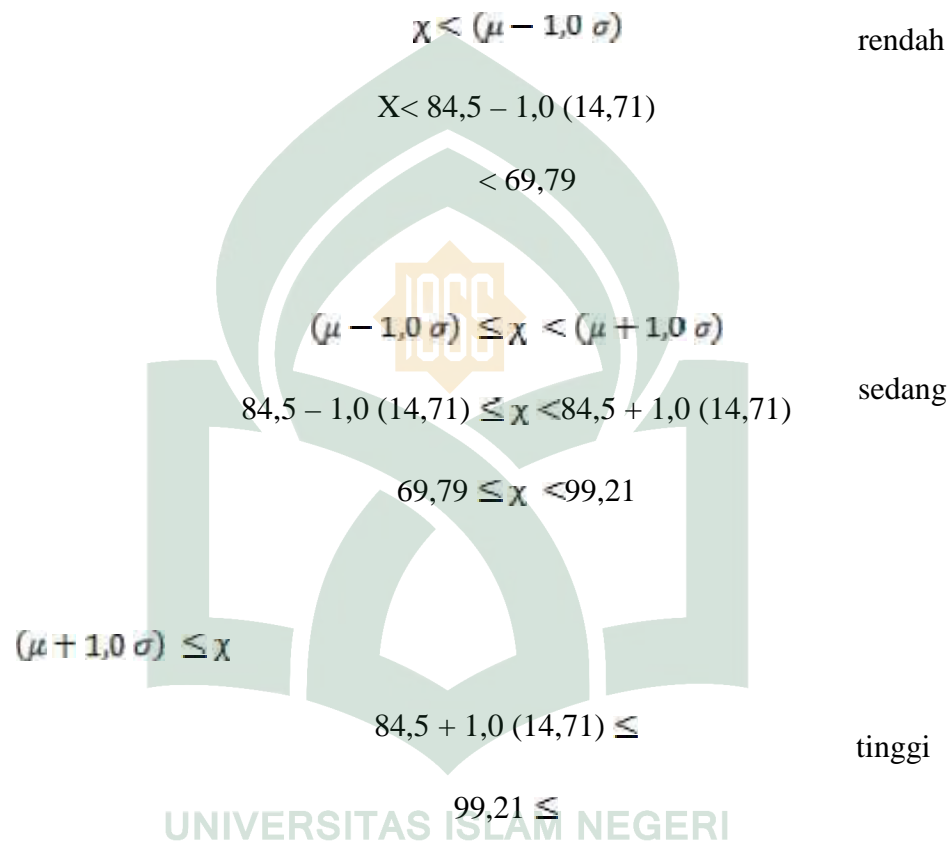 χ < (μ − 1,0 σ) rendah
X< 84,5 – 1,0 (14,71)
< 69,79
(μ − 1,0 σ) ≤ χ < (μ + 1,0 σ)
sedang
84,5 – 1,0 (14,71) ≤ χ <84,5 + 1,0 (14,71)
69,79 ≤ χ <99,21
(μ + 1,0 σ) ≤ χ
84,5 + 1,0 (14,71) ≤
tinggi
99,21 ≤
UNIVERSITAS ISLAM NEGERI